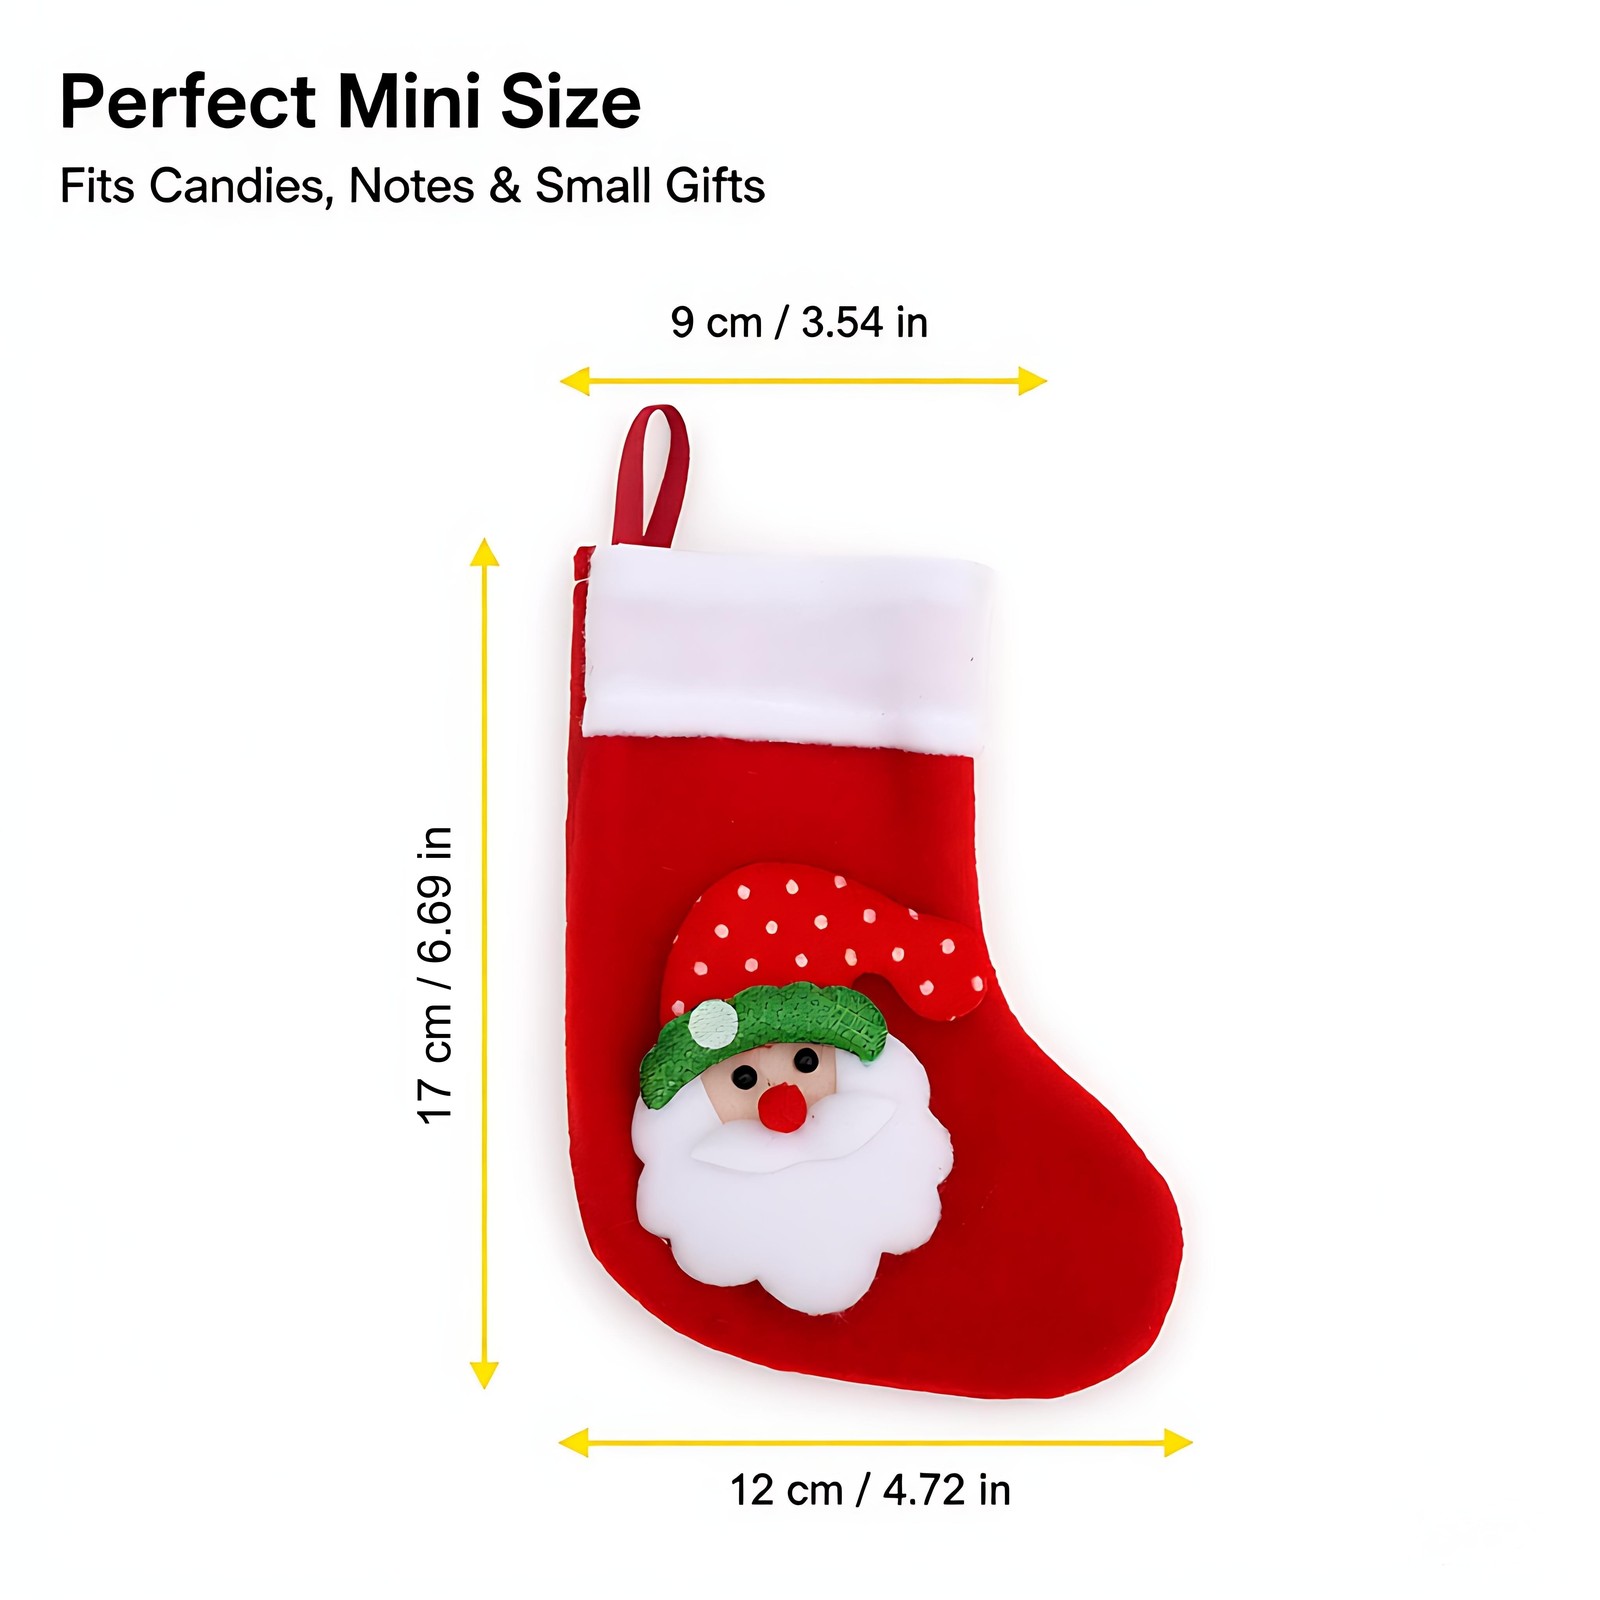 Perfect Mini Size
Fits Candies, Notes & Small Gifts
9 cm / 3.54 in
17 cm / 6.69 in
12 cm / 4.72 in